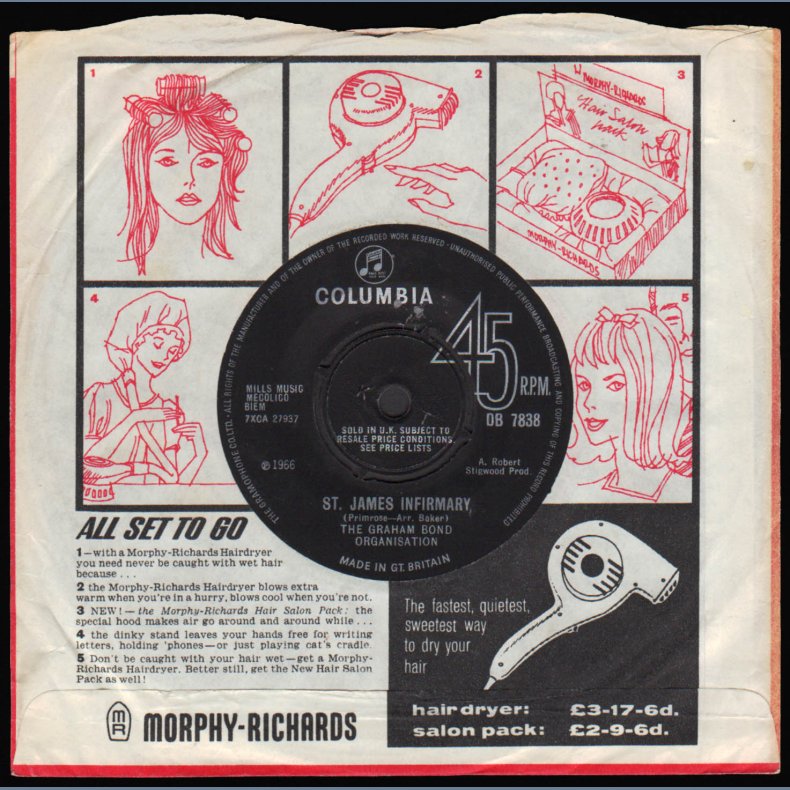 1
2
3
W MORPHY-RICHARDS
Hair Salon
Pack
MORPHY-RICHARDS
4
5
THE GRAMOPHONE CO. LTD. · ALL RIGHTS OF THE MANUFACTURER AND OF THE OWNER OF THE RECORDED WORK RESERVED · UNAUTHORISED PUBLIC PERFORMANCE BROADCASTING AND COPYING OF THIS RECORD PROHIBITED
COLUMBIA
45
R.P.M.
MILLS MUSIC
MECOLICO
BIEM
7XCA 27937
DB 7838
SOLD IN U.K. SUBJECT TO
RESALE PRICE CONDITIONS.
SEE PRICE LISTS
℗ 1966
A. Robert
Stigwood Prod.
ST. JAMES INFIRMARY
(Primrose—Arr. Baker)
THE GRAHAM BOND
ORGANISATION
MADE IN GT. BRITAIN
ALL SET TO GO
1—with a Morphy-Richards Hairdryer
you need never be caught with wet hair
because . . .
2 the Morphy-Richards Hairdryer blows extra
warm when you're in a hurry, blows cool when you're not.
3 NEW!—the Morphy-Richards Hair Salon Pack: the
special hood makes air go around and around while . . .
4 the dinky stand leaves your hands free for writing
letters, holding 'phones—or just playing cat's cradle.
5 Don't be caught with your hair wet—get a Morphy-
Richards Hairdryer. Better still, get the New Hair Salon
Pack as well!
The fastest, quietest,
sweetest way
to dry your
hair
MR MORPHY-RICHARDS
hairdryer: £3-17-6d.
salon pack: £2-9-6d.